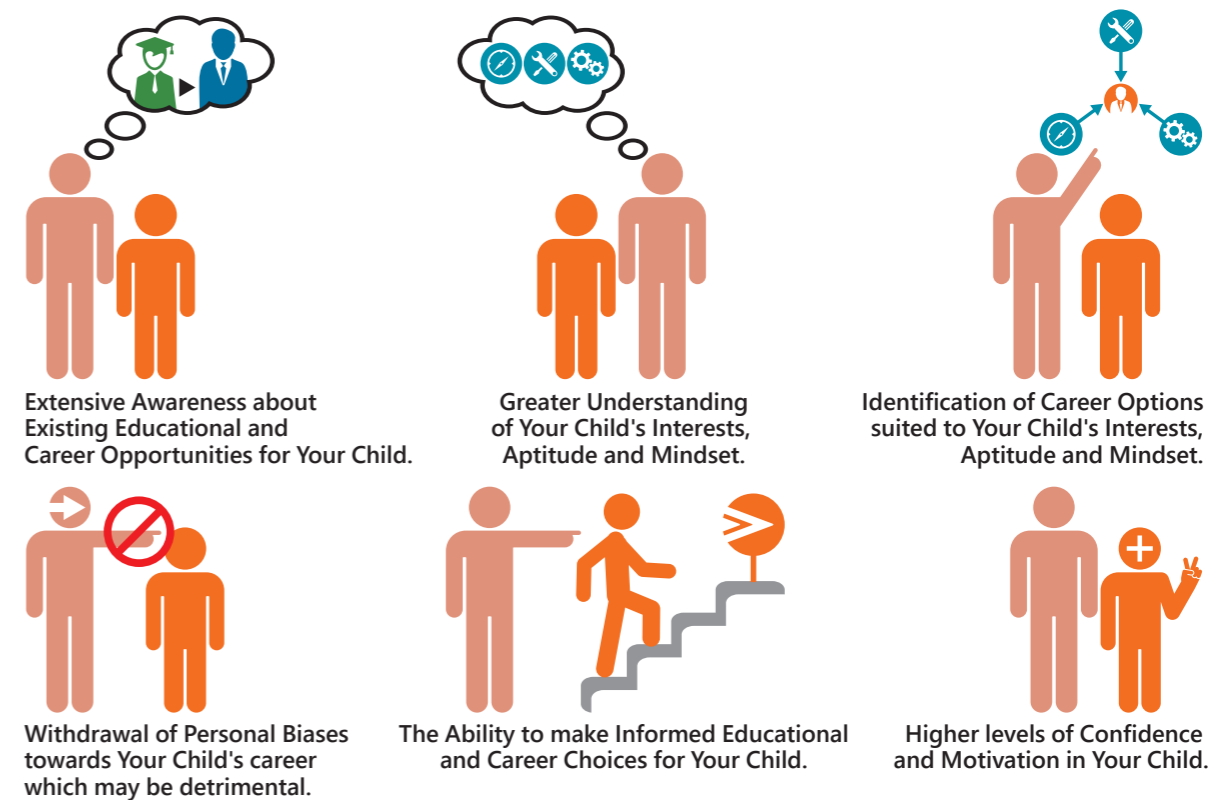 Extensive Awareness about
Existing Educational and
Career Opportunities for Your Child.
Greater Understanding
of Your Child's Interests,
Aptitude and Mindset.
Identification of Career Options
suited to Your Child's Interests,
Aptitude and Mindset.
Withdrawal of Personal Biases
towards Your Child's career
which may be detrimental.
The Ability to make Informed Educational
and Career Choices for Your Child.
Higher levels of Confidence
and Motivation in Your Child.